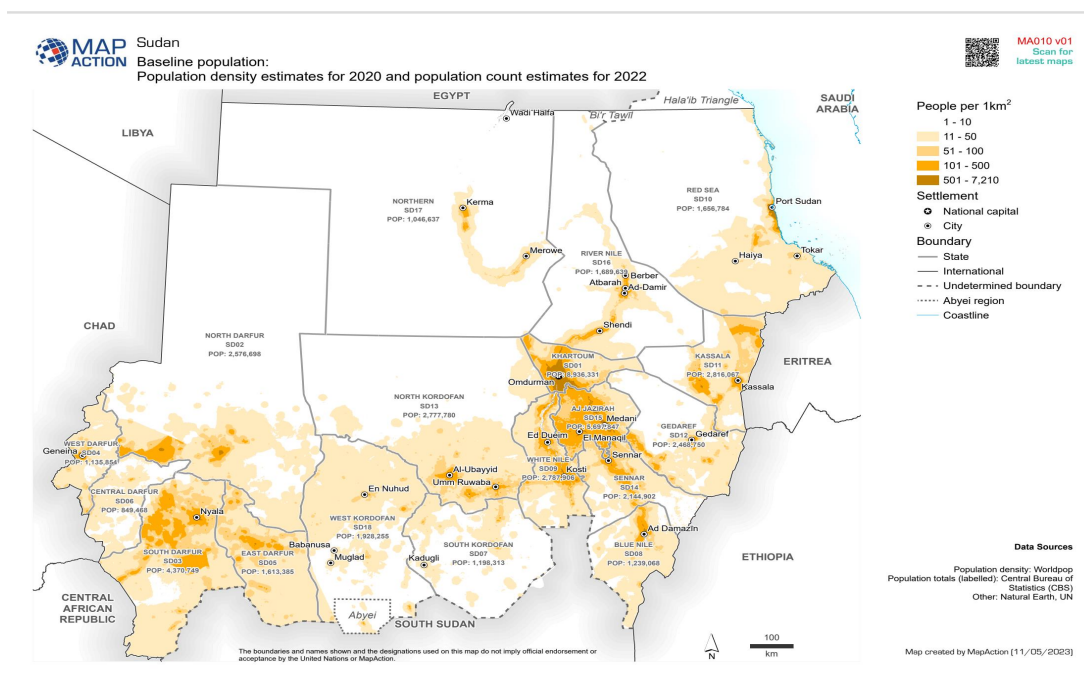 MAP
ACTION
Sudan
Baseline population:
Population density estimates for 2020 and population count estimates for 2022
MA010 v01
Scan for
latest maps
EGYPT
Hala'ib Triangle
SAUDI
ARABIA
Wadi Halfa
Bi'r Tawil
LIBYA
NORTHERN
SD17
POP: 1,046,637
Kerma
RED SEA
SD10
POP: 1,656,784
Port Sudan
Merowe
RIVER NILE
SD16
POP: 1,689,639
Berber
Atbarah
Ad-Damir
Haiya
Tokar
Shendi
CHAD
NORTH DARFUR
SD02
POP: 2,576,698
KHARTOUM
SD01
POP: 8,936,331
Omdurman
KASSALA
SD11
POP: 2,816,067
Kassala
ERITREA
NORTH KORDOFAN
SD13
POP: 2,777,780
AJ JAZIRAH
SD15
POP: 5,697,847
Medani
El Manaqil
GEDAREF
SD12
POP: 2,468,750
Gedaref
Ed Dueim
WEST DARFUR
SD04
POP: 1,135,854
Geneina
Sennar
WHITE NILE
SD09
POP: 2,787,906
Kosti
SENNAR
SD14
POP: 2,144,902
Al-Ubayyid
Umm Ruwaba
CENTRAL DARFUR
SD06
POP: 849,468
En Nuhud
Nyala
WEST KORDOFAN
SD18
POP: 1,928,255
Babanusa
Muglad
SOUTH KORDOFAN
SD07
POP: 1,198,313
Kadugli
Ad Damazin
BLUE NILE
SD08
POP: 1,239,068
SOUTH DARFUR
SD03
POP: 4,370,749
EAST DARFUR
SD05
POP: 1,613,385
ETHIOPIA
CENTRAL
AFRICAN
REPUBLIC
Abyei
SOUTH SUDAN
The boundaries and names shown and the designations used on this map do not imply official endorsement or
acceptance by the United Nations or MapAction.
N
100
km
People per 1km²
1 - 10
11 - 50
51 - 100
101 - 500
501 - 7,210
Settlement
National capital
City
Boundary
State
International
Undetermined boundary
Abyei region
Coastline
Data Sources
Population density: Worldpop
Population totals (labelled): Central Bureau of
Statistics (CBS)
Other: Natural Earth, UN
Map created by MapAction (11/05/2023)